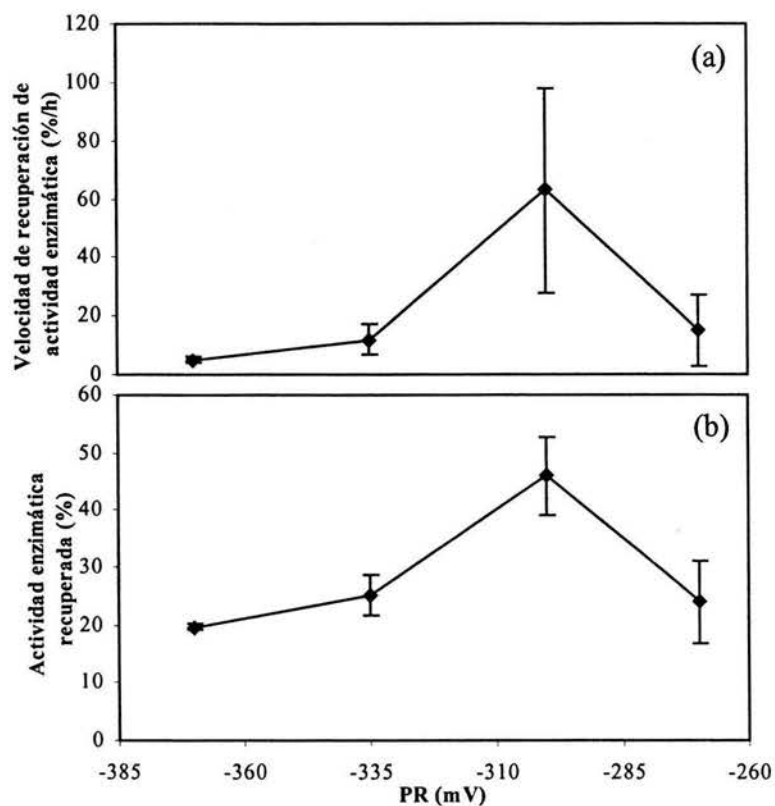 (a)
Velocidad de recuperación de
actividad enzimática (%/h)
120
100
80
60
40
20
0
(b)
Actividad enzimática
recuperada (%)
60
50
40
30
20
10
0
-385
-360
-335
-310
-285
-260
PR (mV)